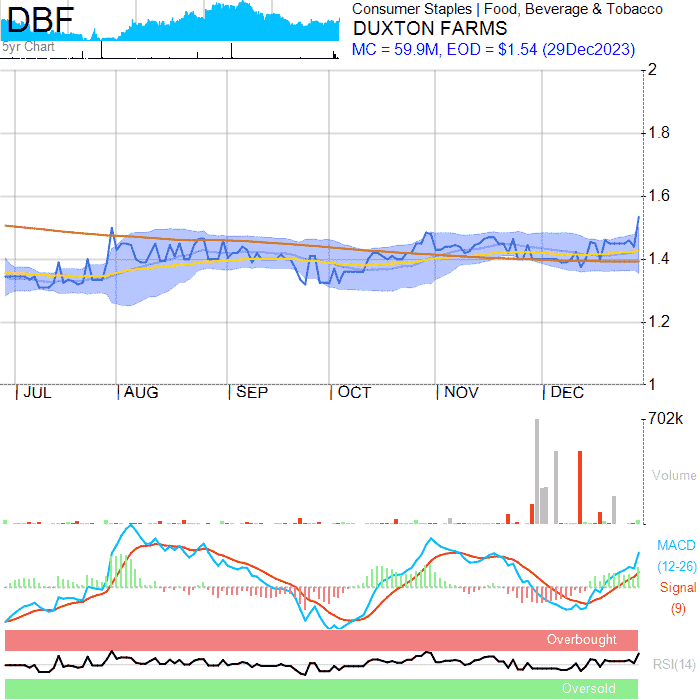 DBF
5yr Chart
Consumer Staples | Food, Beverage & Tobacco
DUXTON FARMS
MC = 59.9M, EOD = $1.54 (29Dec2023)
2
1.8
1.6
1.4
1.2
1
| JUL | AUG | SEP | OCT | NOV | DEC
702k
Volume
MACD
(12-26)
Signal
(9)
Overbought
RSI(14)
Oversold